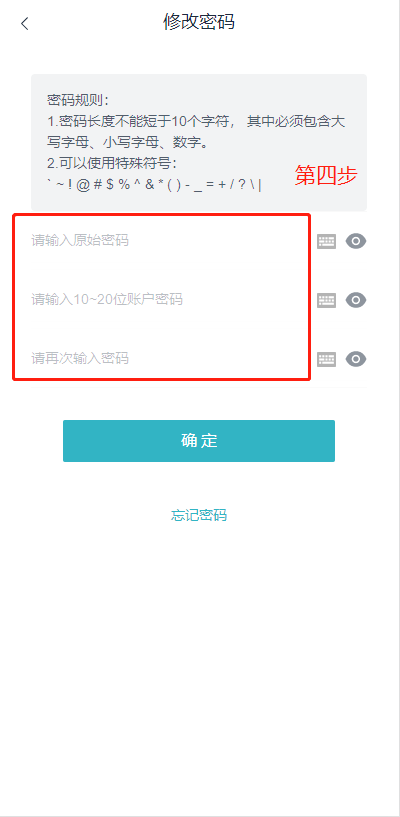 修改密码
密码规则：
1.密码长度不能短于10个字符， 其中必须包含大
写字母、小写字母、数字。
2.可以使用特殊符号：
` ~ ! @ # $ % ^ & * ( ) - _ = + / ? \ |
第四步
请输入原始密码
请输入10~20位账户密码
请再次输入密码
确 定
忘记密码